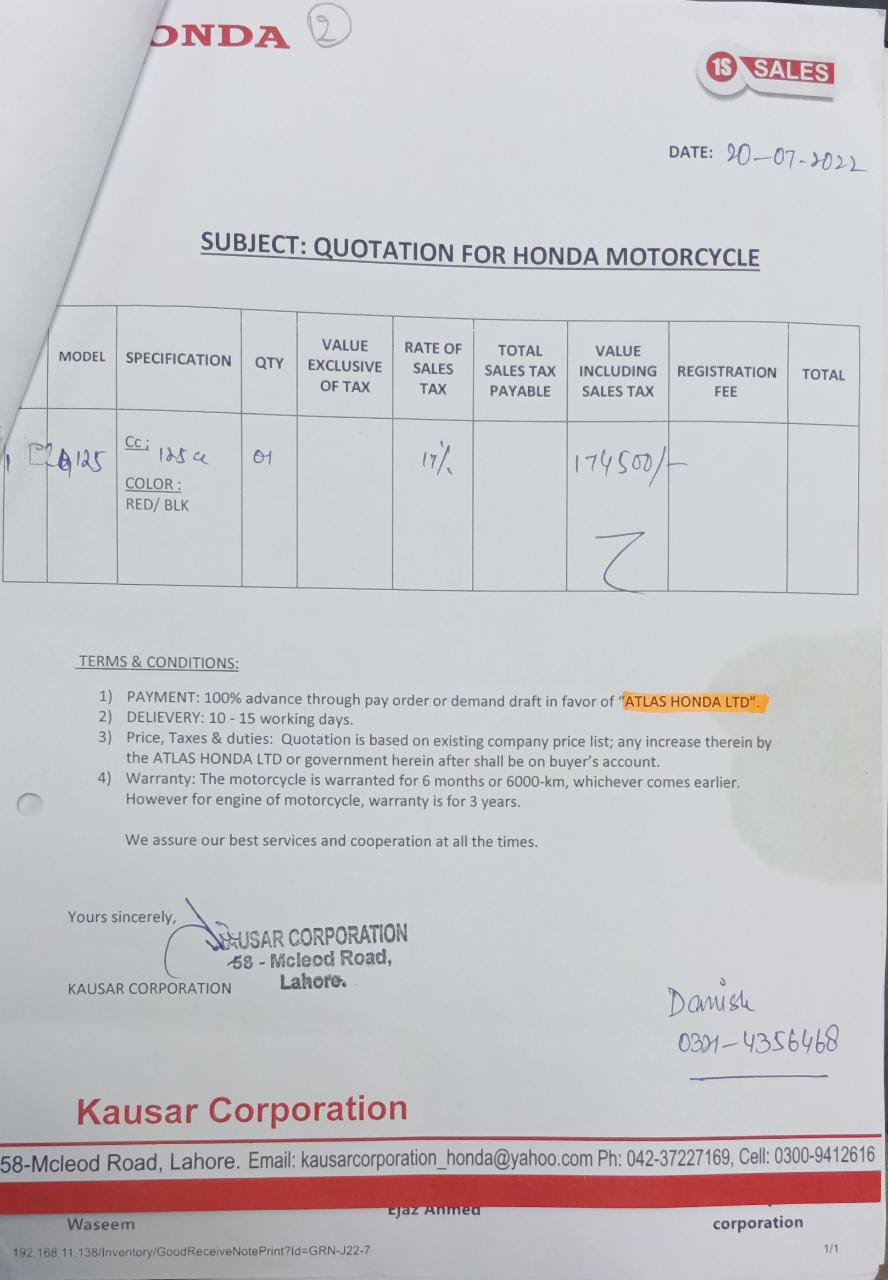 ONDA 2
1S SALES
DATE: 20-07-2022
SUBJECT: QUOTATION FOR HONDA MOTORCYCLE
MODEL SPECIFICATION QTY VALUE EXCLUSIVE OF TAX RATE OF SALES TAX TOTAL SALES TAX PAYABLE VALUE INCLUDING SALES TAX REGISTRATION FEE TOTAL
125 Cc: 125 cc 01 17% 174500/-
COLOR :
RED/ BLK
TERMS & CONDITIONS:
1) PAYMENT: 100% advance through pay order or demand draft in favor of "ATLAS HONDA LTD".
2) DELIEVERY: 10 - 15 working days.
3) Price, Taxes & duties: Quotation is based on existing company price list; any increase therein by
the ATLAS HONDA LTD or government herein after shall be on buyer's account.
4) Warranty: The motorcycle is warranted for 6 months or 6000-km, whichever comes earlier.
However for engine of motorcycle, warranty is for 3 years.
We assure our best services and cooperation at all the times.
Yours sincerely,
KAUSAR CORPORATION
58 - Mcleod Road,
Lahore.
KAUSAR CORPORATION
Danish
0321-4356468
Kausar Corporation
58-Mcleod Road, Lahore. Email: kausarcorporation_honda@yahoo.com Ph: 042-37227169, Cell: 0300-9412616
Waseem Ejaz Ahmed corporation
192.168.11.138/Inventory/GoodReceiveNotePrint?Id=GRN-J22-7 1/1